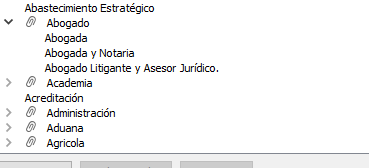 Abastecimiento Estratégico
Abogado
Abogada
Abogada y Notaria
Abogado Litigante y Asesor Jurídico.
Academia
Acreditación
Administración
Aduana
Agricola